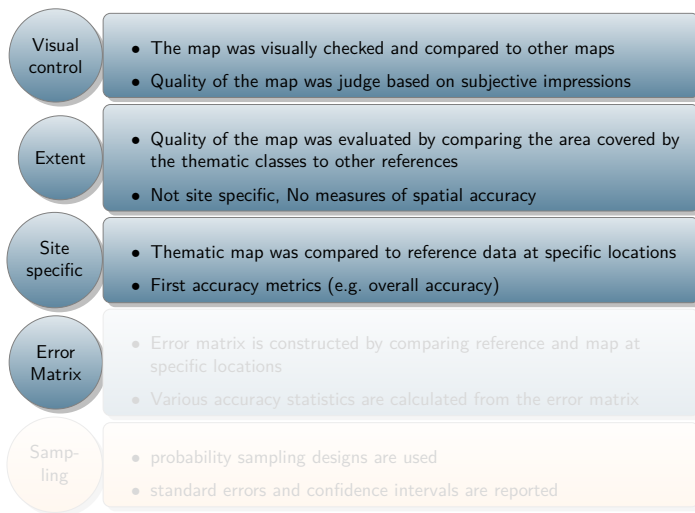 Visual
control
• The map was visually checked and compared to other maps
• Quality of the map was judge based on subjective impressions
Extent
• Quality of the map was evaluated by comparing the area covered by
the thematic classes to other references
• Not site specific, No measures of spatial accuracy
Site
specific
• Thematic map was compared to reference data at specific locations
• First accuracy metrics (e.g. overall accuracy)
Error
Matrix
• Error matrix is constructed by comparing reference and map at
specific locations
• Various accuracy statistics are calculated from the error matrix
Samp-
ling
• probability sampling designs are used
• standard errors and confidence intervals are reported